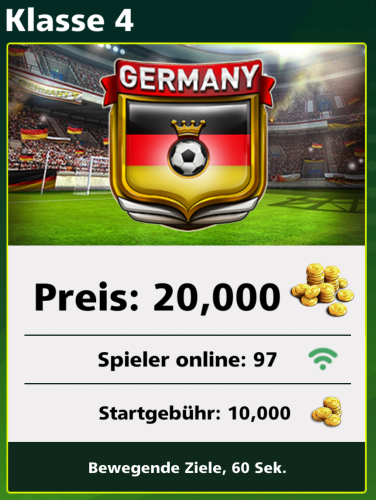 Klasse 4
GERMANY
Preis: 20,000
Spieler online: 97
Startgebühr: 10,000
Bewegende Ziele, 60 Sek.